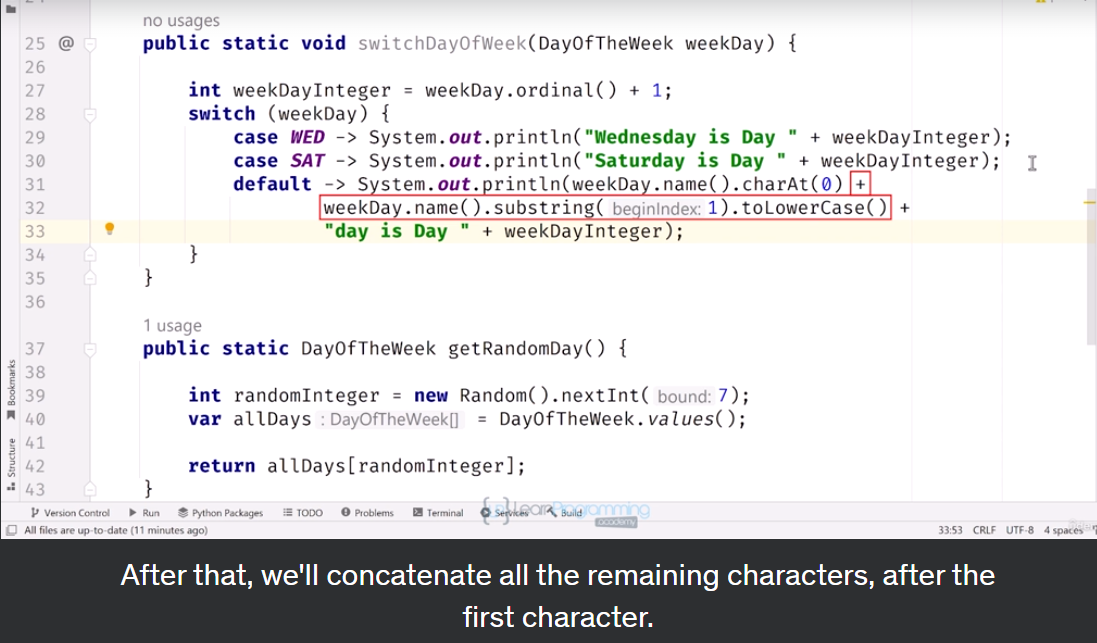 no usages
25 @ public static void switchDayOfWeek(DayOfTheWeek weekDay) {
26
27 int weekDayInteger = weekDay.ordinal() + 1;
28 switch (weekDay) {
29 case WED -> System.out.println("Wednesday is Day " + weekDayInteger);
30 case SAT -> System.out.println("Saturday is Day " + weekDayInteger);
31 default -> System.out.println(weekDay.name().charAt(0) +
32 weekDay.name().substring( beginIndex: 1).toLowerCase() +
33 "day is Day " + weekDayInteger);
34 }
35 }
36
1 usage
37 public static DayOfTheWeek getRandomDay() {
38
39 int randomInteger = new Random().nextInt( bound: 7);
40 var allDays : DayOfTheWeek[] = DayOfTheWeek.values();
41
42 return allDays[randomInteger];
43 }
Bookmarks
Structure
Version Control Run Python Packages TODO Problems Terminal Services Build
LearnProgramming
academy
All files are up-to-date (11 minutes ago) 33:53 CRLF UTF-8 4 spaces
After that, we'll concatenate all the remaining characters, after the
first character.